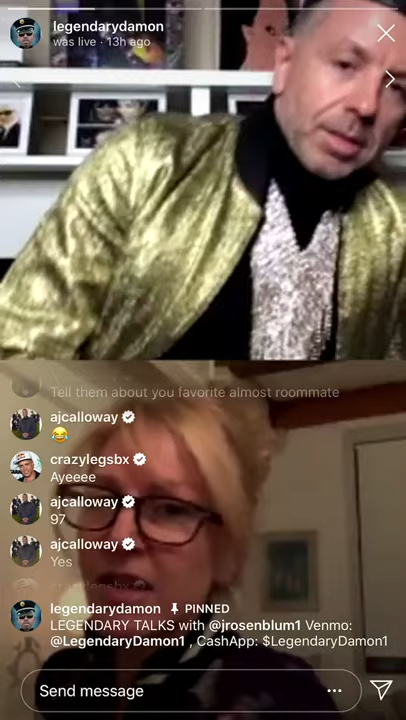 legendarydamon
was live · 13h ago
Tell them about you favorite almost roommate
ajcalloway
😂
crazylegsbx
Ayeeee
ajcalloway
97
ajcalloway
Yes
crazylegsbx
legendarydamon PINNED
LEGENDARY TALKS with @jrosenblum1 Venmo:
@LegendaryDamon1 , CashApp: $LegendaryDamon1
Send message